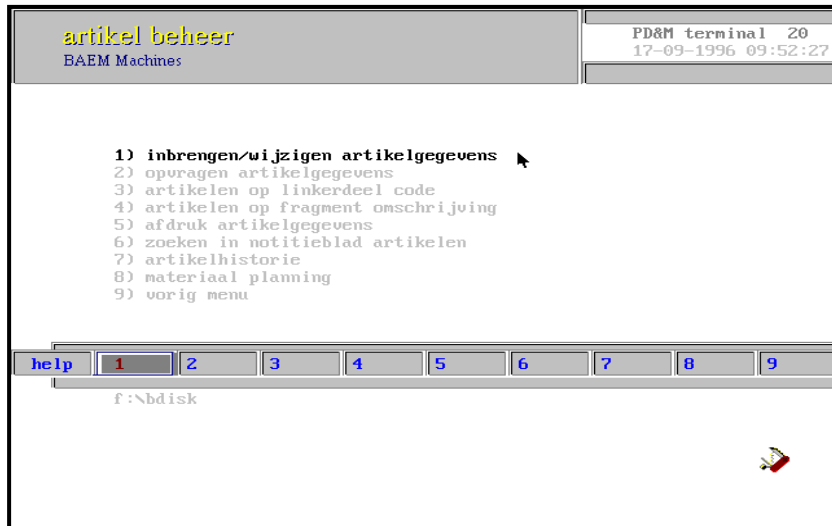 artikel beheer
BAEM Machines
PD&M terminal 20
17-09-1996 09:52:27
1) inbrengen/wijzigen artikelgegevens
2) opvragen artikelgegevens
3) artikelen op linkerdeel code
4) artikelen op fragment omschrijving
5) afdruk artikelgegevens
6) zoeken in notitieblad artikelen
7) artikelhistorie
8) materiaal planning
9) vorig menu
help 1 2 3 4 5 6 7 8 9
f:\bdisk